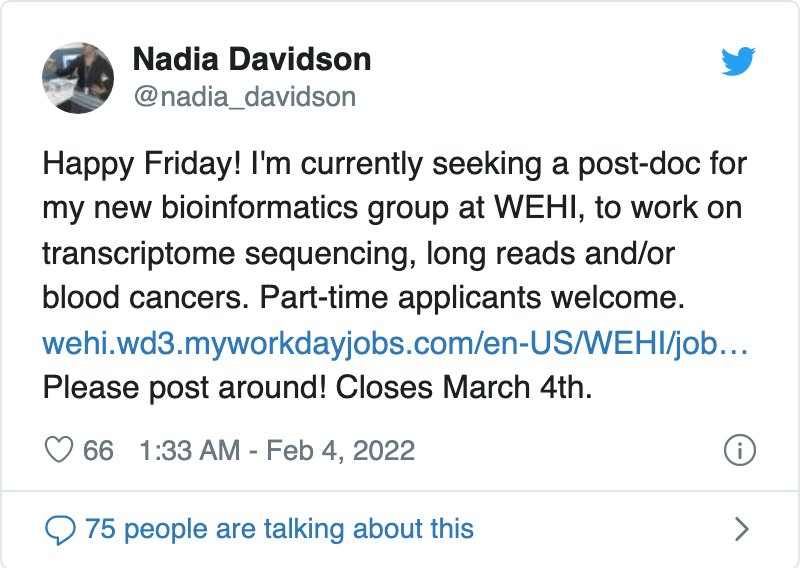 Nadia Davidson
@nadia_davidson
Happy Friday! I'm currently seeking a post-doc for
my new bioinformatics group at WEHI, to work on
transcriptome sequencing, long reads and/or
blood cancers. Part-time applicants welcome.
wehi.wd3.myworkdayjobs.com/en-US/WEHI/job…
Please post around! Closes March 4th.
66 1:33 AM - Feb 4, 2022
75 people are talking about this